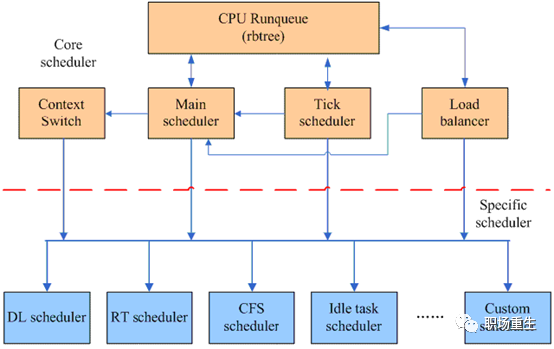 CPU Runqueue
(rbtree)
Core
scheduler
Context
Switch
Main
scheduler
Tick
scheduler
Load
balancer
Specific
scheduler
DL scheduler
RT scheduler
CFS
scheduler
Idle task
scheduler
······
Custom
职场重生